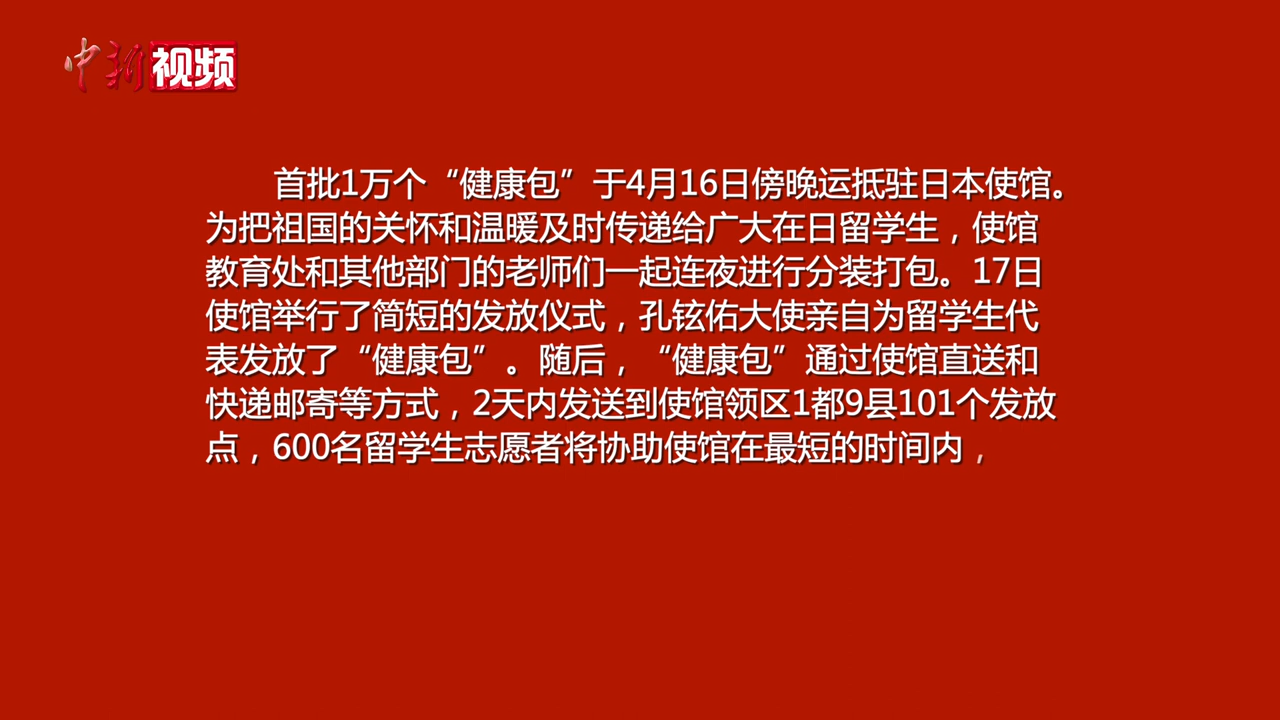 中新视频
首批1万个“健康包”于4月16日傍晚运抵驻日本使馆。
为把祖国的关怀和温暖及时传递给广大在日留学生，使馆
教育处和其他部门的老师们一起连夜进行分装打包。17日
使馆举行了简短的发放仪式，孔铉佑大使亲自为留学生代
表发放了“健康包”。随后，“健康包”通过使馆直送和
快递邮寄等方式，2天内发送到使馆领区1都9县101个发放
点，600名留学生志愿者将协助使馆在最短的时间内，